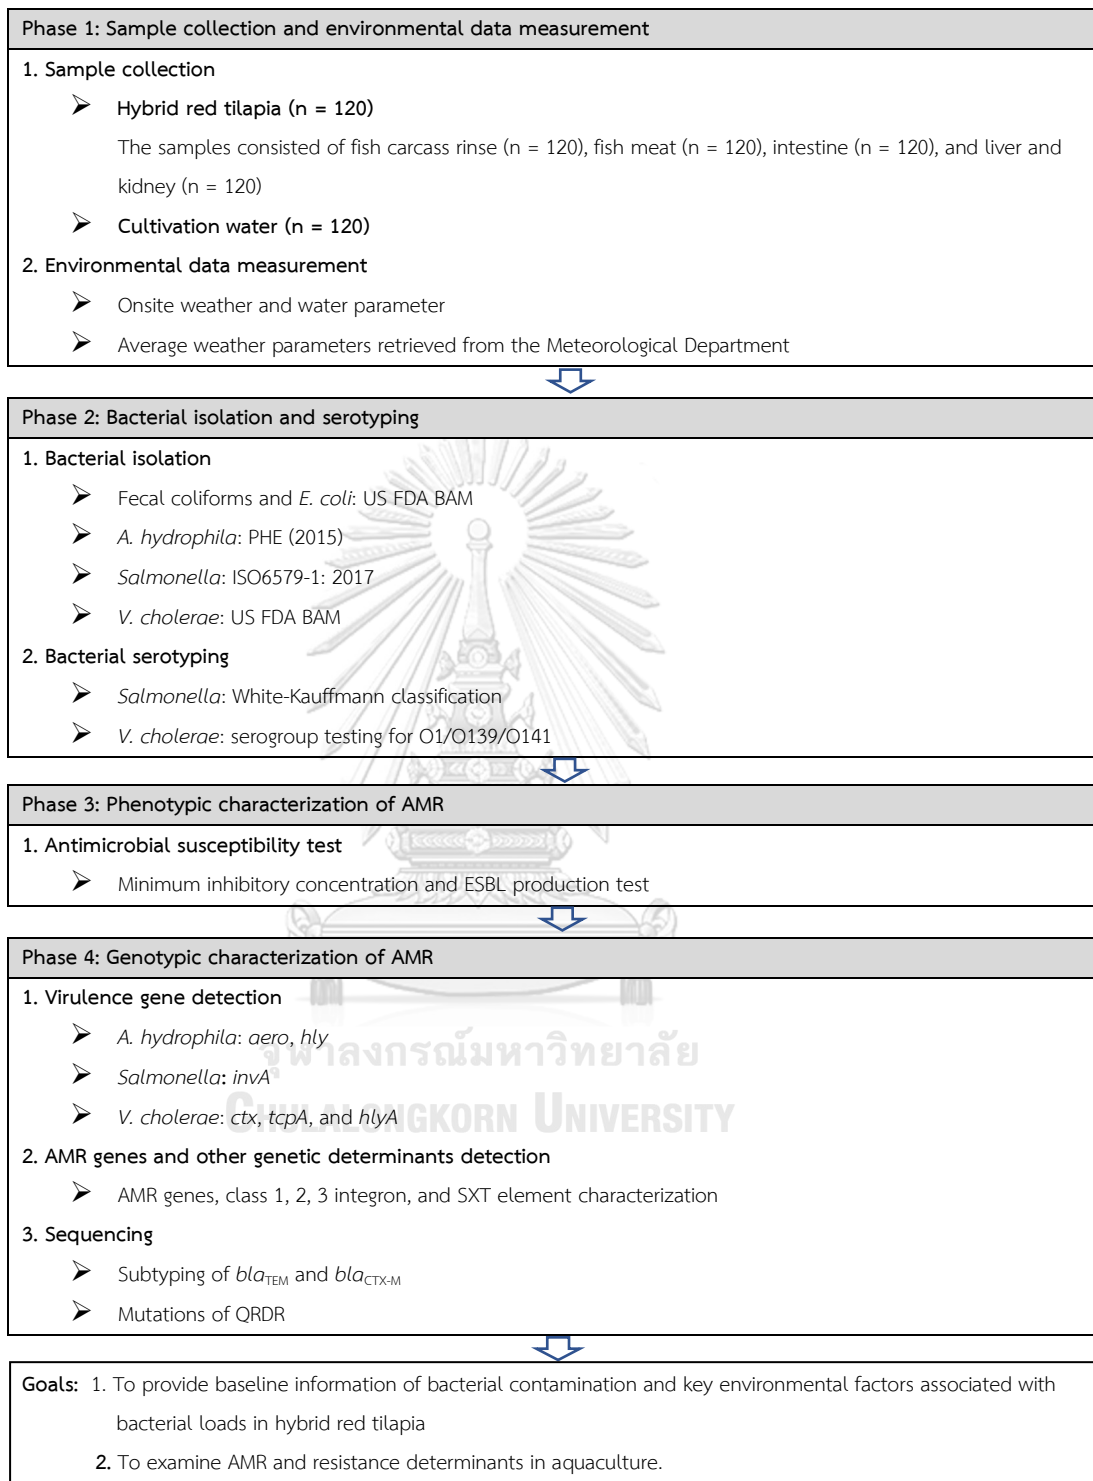 Phase 1: Sample collection and environmental data measurement
1. Sample collection
➤ Hybrid red tilapia (n = 120)
The samples consisted of fish carcass rinse (n = 120), fish meat (n = 120), intestine (n = 120), and liver and
kidney (n = 120)
➤ Cultivation water (n = 120)
2. Environmental data measurement
➤ Onsite weather and water parameter
➤ Average weather parameters retrieved from the Meteorological Department
Phase 2: Bacterial isolation and serotyping
1. Bacterial isolation
➤ Fecal coliforms and E. coli: US FDA BAM
➤ A. hydrophila: PHE (2015)
➤ Salmonella: ISO6579-1: 2017
➤ V. cholerae: US FDA BAM
2. Bacterial serotyping
➤ Salmonella: White-Kauffmann classification
➤ V. cholerae: serogroup testing for O1/O139/O141
Phase 3: Phenotypic characterization of AMR
1. Antimicrobial susceptibility test
➤ Minimum inhibitory concentration and ESBL production test
Phase 4: Genotypic characterization of AMR
1. Virulence gene detection
➤ A. hydrophila: aero, hly
จุฬาลงกรณ์มหาวิทยาลัย
➤ Salmonella: invA
➤ V. cholerae: ctx, tcpA, and hlyA
CHULALONGKORN UNIVERSITY
2. AMR genes and other genetic determinants detection
➤ AMR genes, class 1, 2, 3 integron, and SXT element characterization
3. Sequencing
➤ Subtyping of blaTEM and blaCTX-M
➤ Mutations of QRDR
Goals: 1. To provide baseline information of bacterial contamination and key environmental factors associated with
bacterial loads in hybrid red tilapia
2. To examine AMR and resistance determinants in aquaculture.